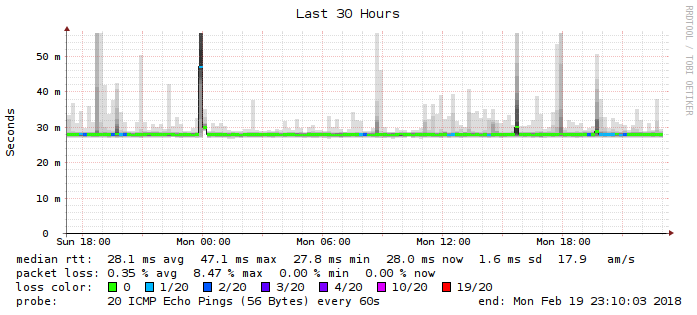 Last 30 Hours
RRDTOOL / TOBI OETIKER
Seconds
50 m
40 m
30 m
20 m
10 m
0
Sun 18:00 Mon 00:00 Mon 06:00 Mon 12:00 Mon 18:00
median rtt: 28.1 ms avg 47.1 ms max 27.8 ms min 28.0 ms now 1.6 ms sd 17.9 am/s
packet loss: 0.35 % avg 8.47 % max 0.00 % min 0.00 % now
loss color: 0 1/20 2/20 3/20 4/20 10/20 19/20
probe: 20 ICMP Echo Pings (56 Bytes) every 60s end: Mon Feb 19 23:10:03 2018